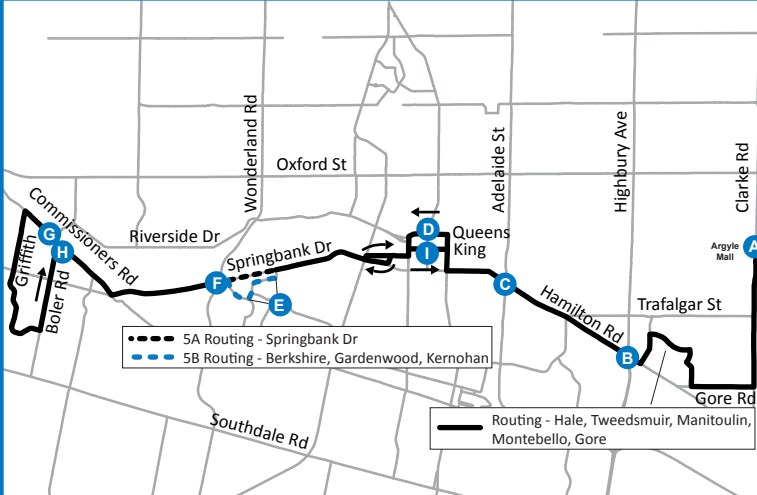 Wonderland Rd
Adelaide St
Highbury Ave
Clarke Rd
Oxford St
Commissioners Rd
Riverside Dr
Springbank Dr
D
Queens
King
I
G
H
Griffith
Boler Rd
F
E
C
A
Argyle
Mall
Hamilton Rd
Trafalgar St
B
Gore Rd
5A Routing - Springbank Dr
5B Routing - Berkshire, Gardenwood, Kernohan
Southdale Rd
Routing - Hale, Tweedsmuir, Manitoulin,
Montebello, Gore